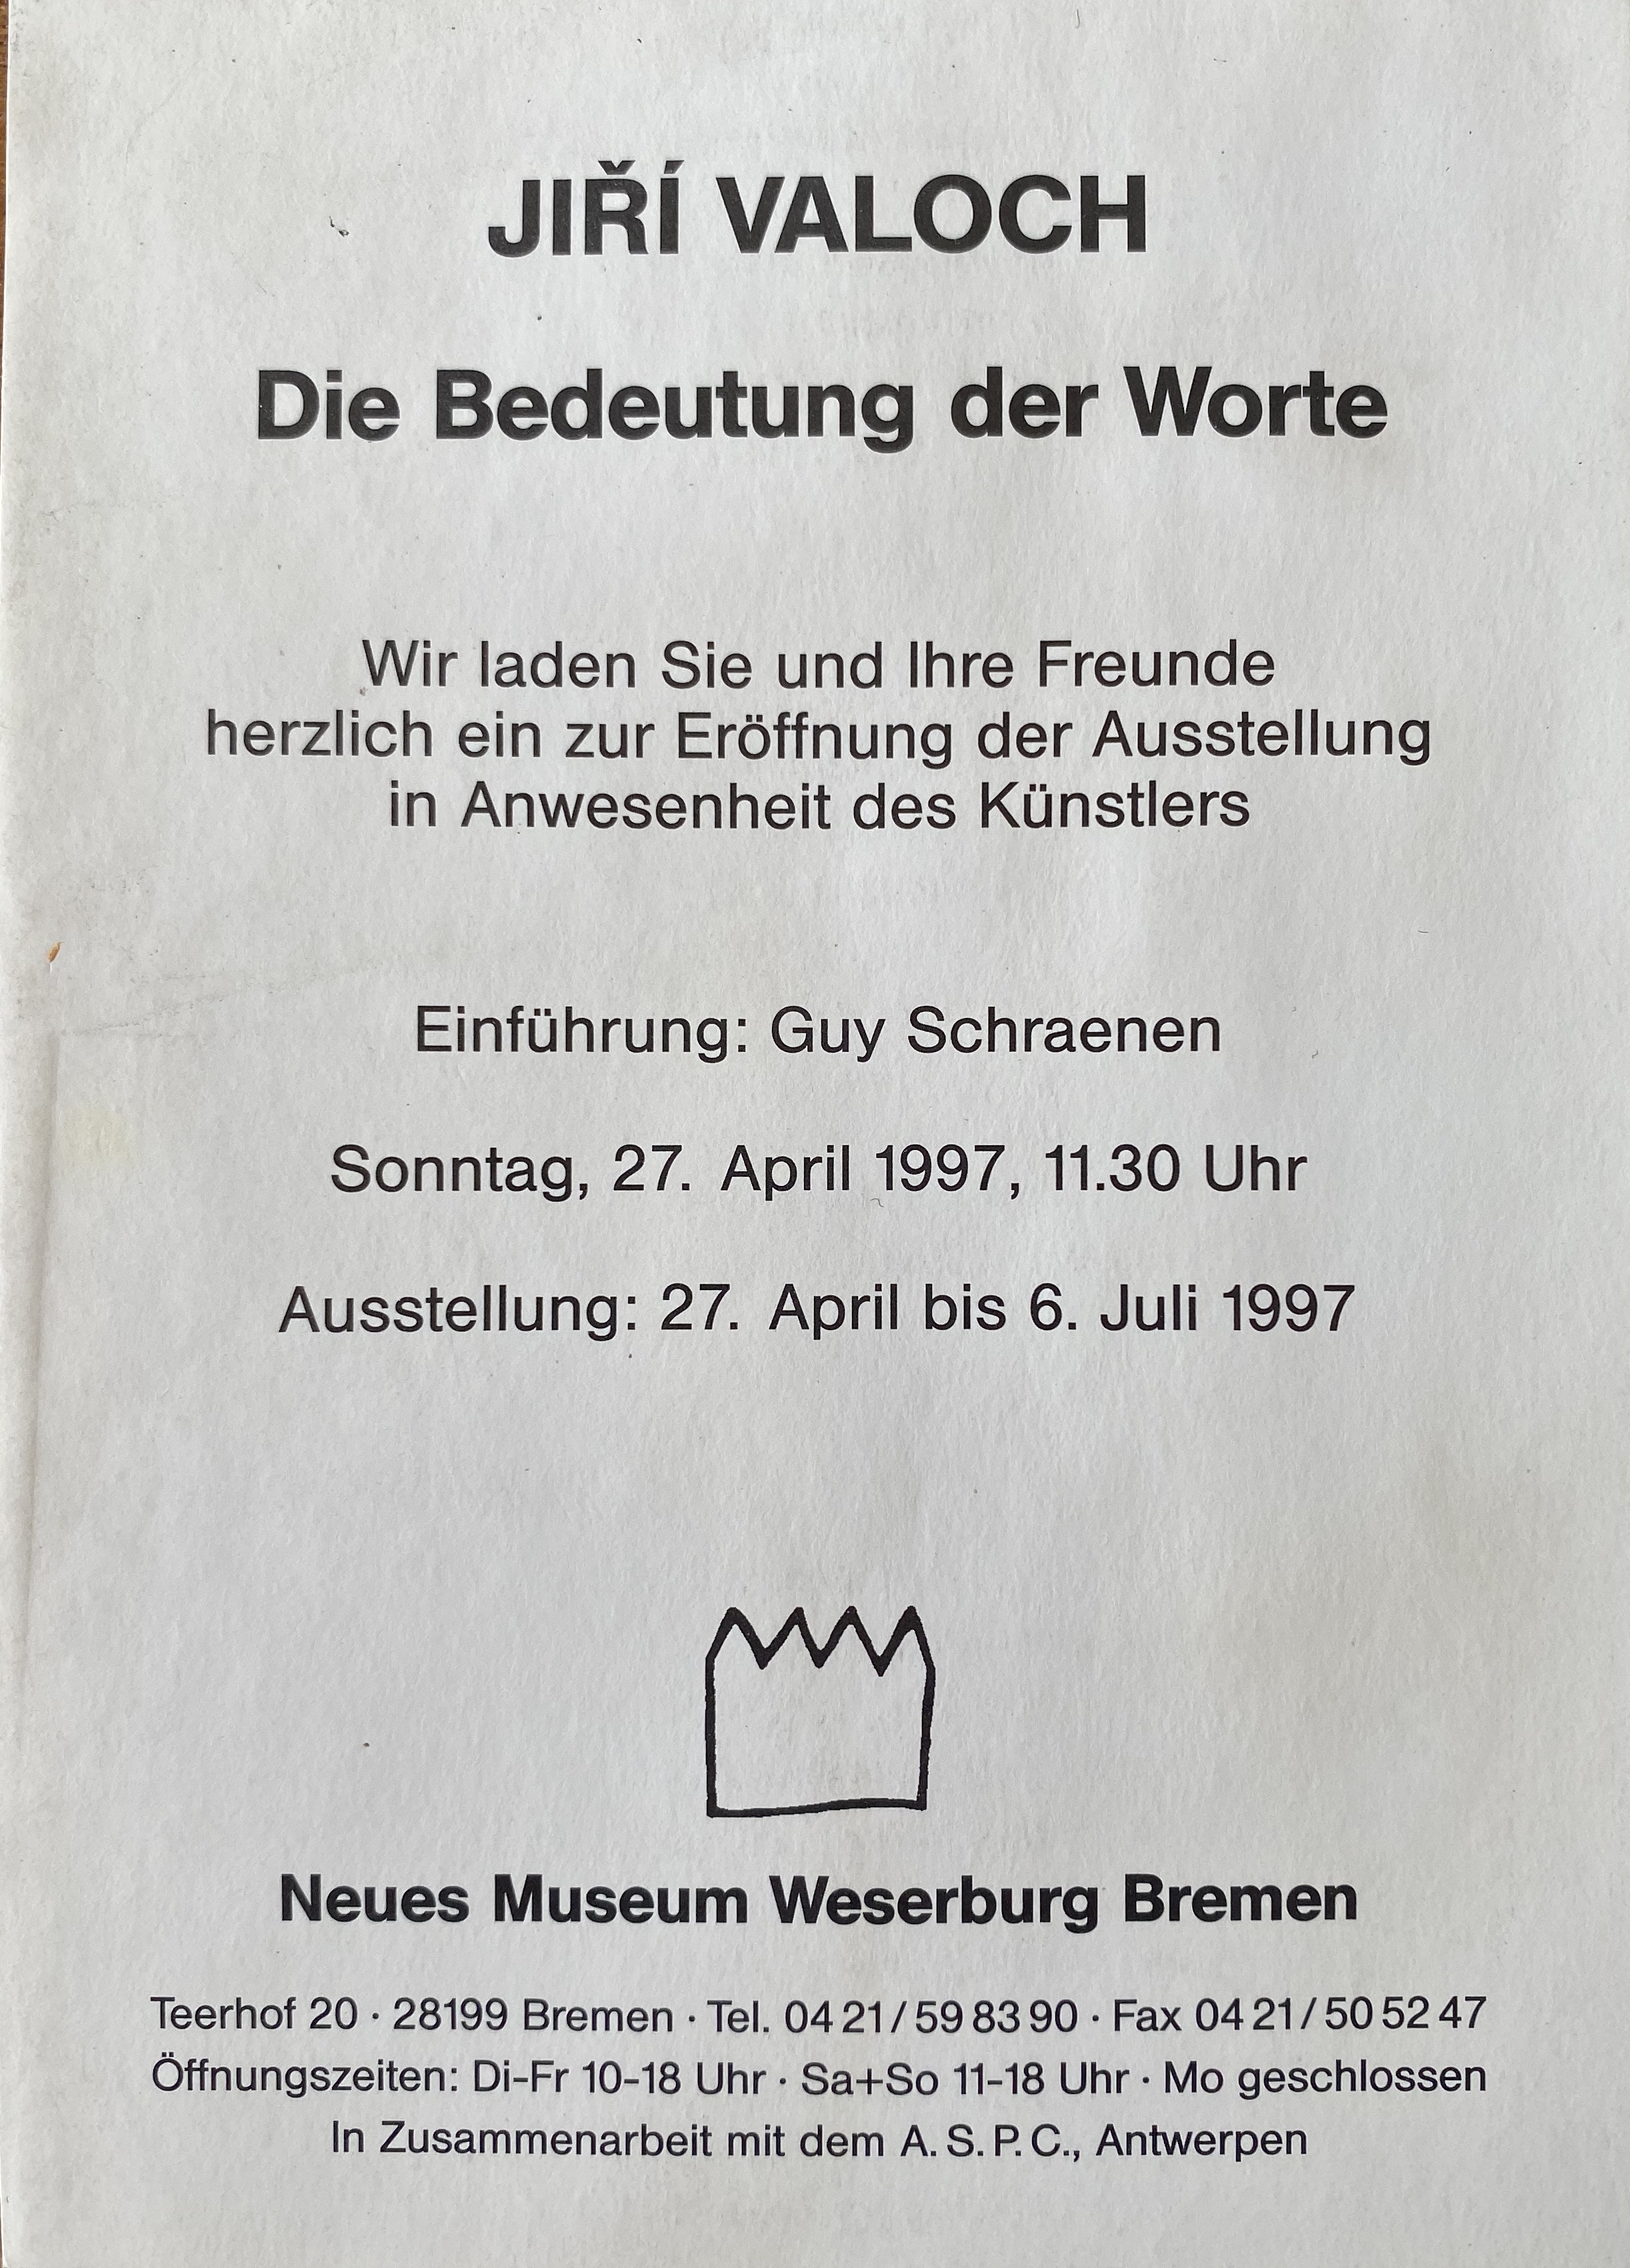 JIŘÍ VALOCH
Die Bedeutung der Worte
Wir laden Sie und Ihre Freunde
herzlich ein zur Eröffnung der Ausstellung
in Anwesenheit des Künstlers
Einführung: Guy Schraenen
Sonntag, 27. April 1997, 11.30 Uhr
Ausstellung: 27. April bis 6. Juli 1997
Neues Museum Weserburg Bremen
Teerhof 20 · 28199 Bremen · Tel. 04 21 / 59 83 90 · Fax 04 21 / 50 52 47
Öffnungszeiten: Di-Fr 10-18 Uhr · Sa+So 11-18 Uhr · Mo geschlossen
In Zusammenarbeit mit dem A. S. P. C., Antwerpen